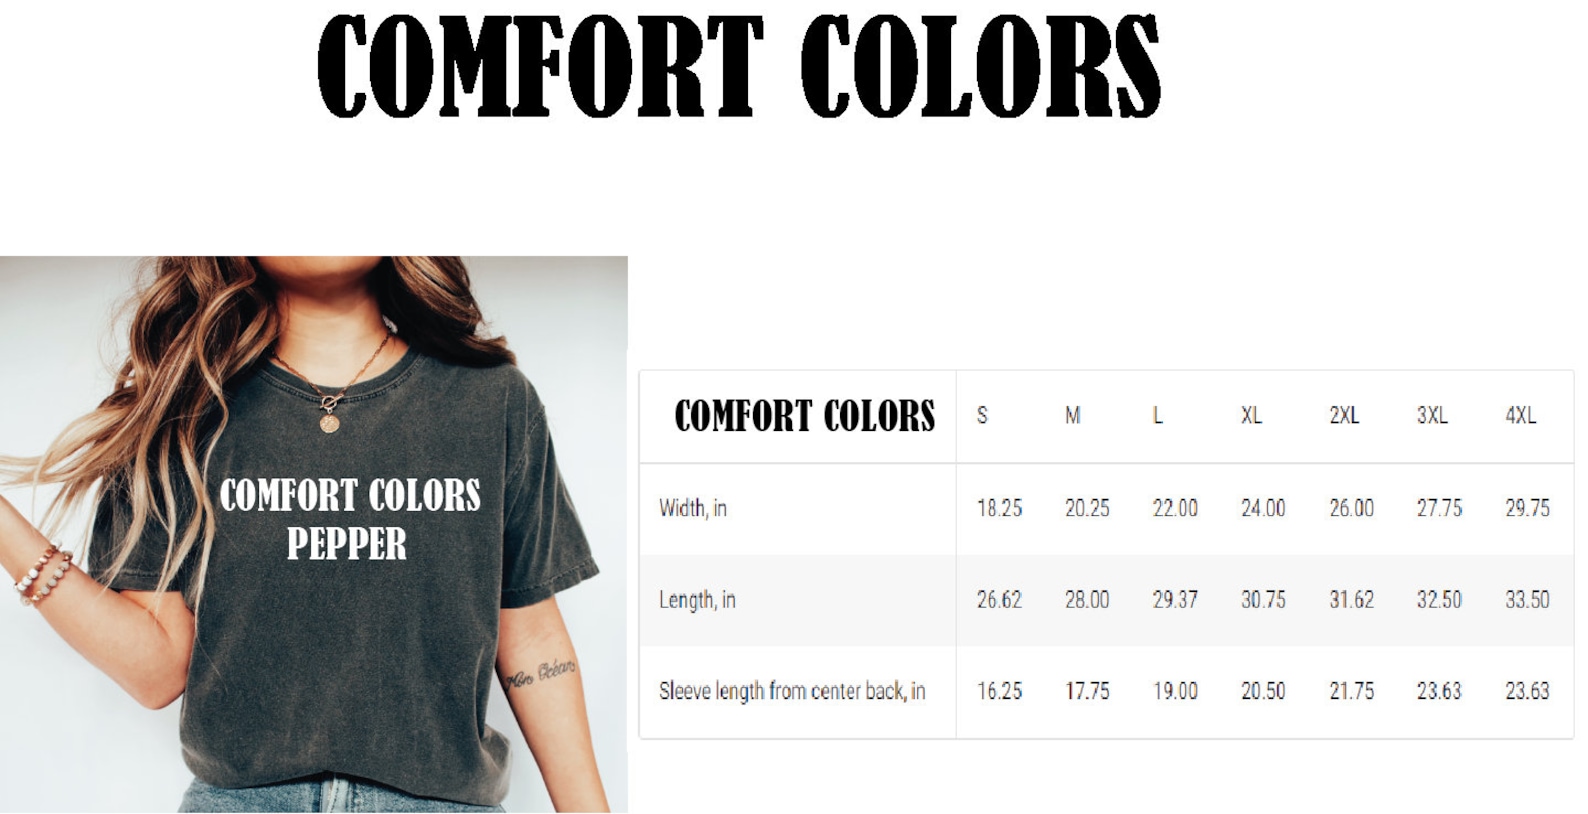 COMFORT COLORS
COMFORT COLORS
PEPPER
COMFORT COLORS S M L XL 2XL 3XL 4XL
Width, in 18.25 20.25 22.00 24.00 26.00 27.75 29.75
Length, in 26.62 28.00 29.37 30.75 31.62 32.50 33.50
Sleeve length from center back, in 16.25 17.75 19.00 20.50 21.75 23.63 23.63